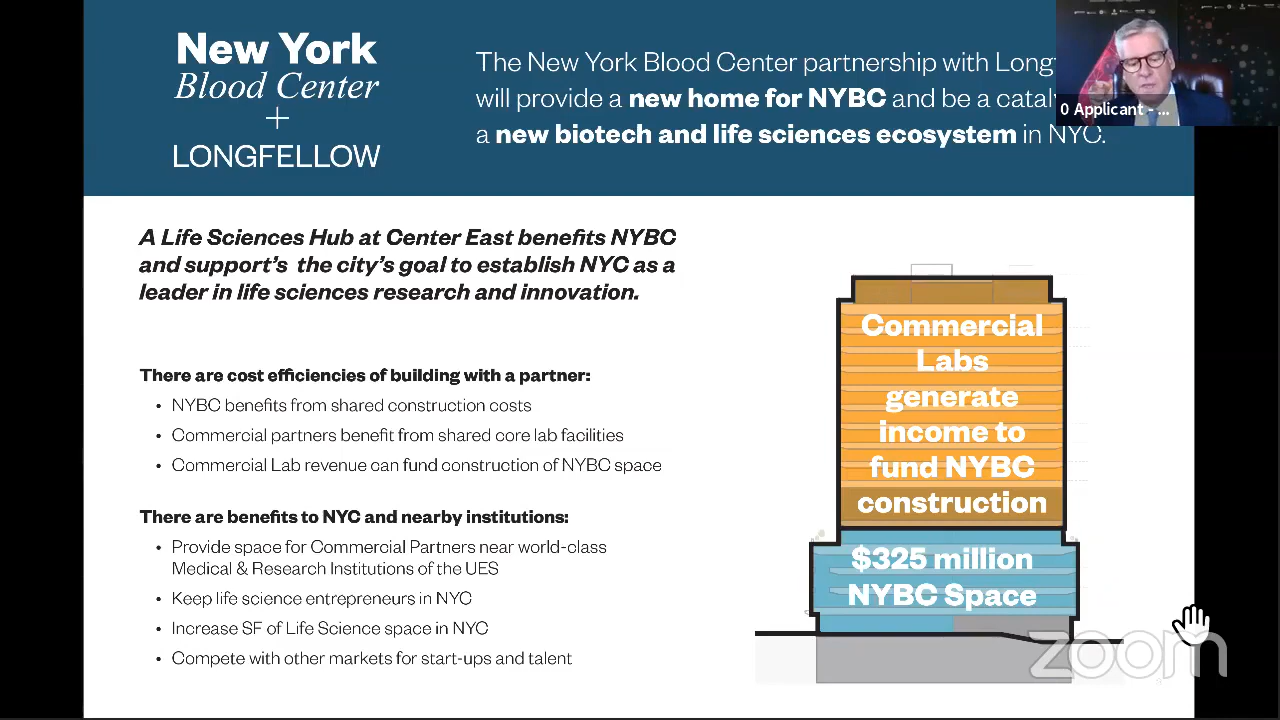 New York
Blood Center
+
LONGFELLOW
The New York Blood Center partnership with Longf
will provide a new home for NYBC and be a catal
a new biotech and life sciences ecosystem in NYC.
0 Applicant - ...
A Life Sciences Hub at Center East benefits NYBC
and support's the city's goal to establish NYC as a
leader in life sciences research and innovation.
There are cost efficiencies of building with a partner:
• NYBC benefits from shared construction costs
• Commercial partners benefit from shared core lab facilities
• Commercial Lab revenue can fund construction of NYBC space
There are benefits to NYC and nearby institutions:
• Provide space for Commercial Partners near world-class
Medical & Research Institutions of the UES
• Keep life science entrepreneurs in NYC
• Increase SF of Life Science space in NYC
• Compete with other markets for start-ups and talent
Commercial
Labs
generate
income to
fund NYBC
construction
$325 million
NYBC Space
zoom